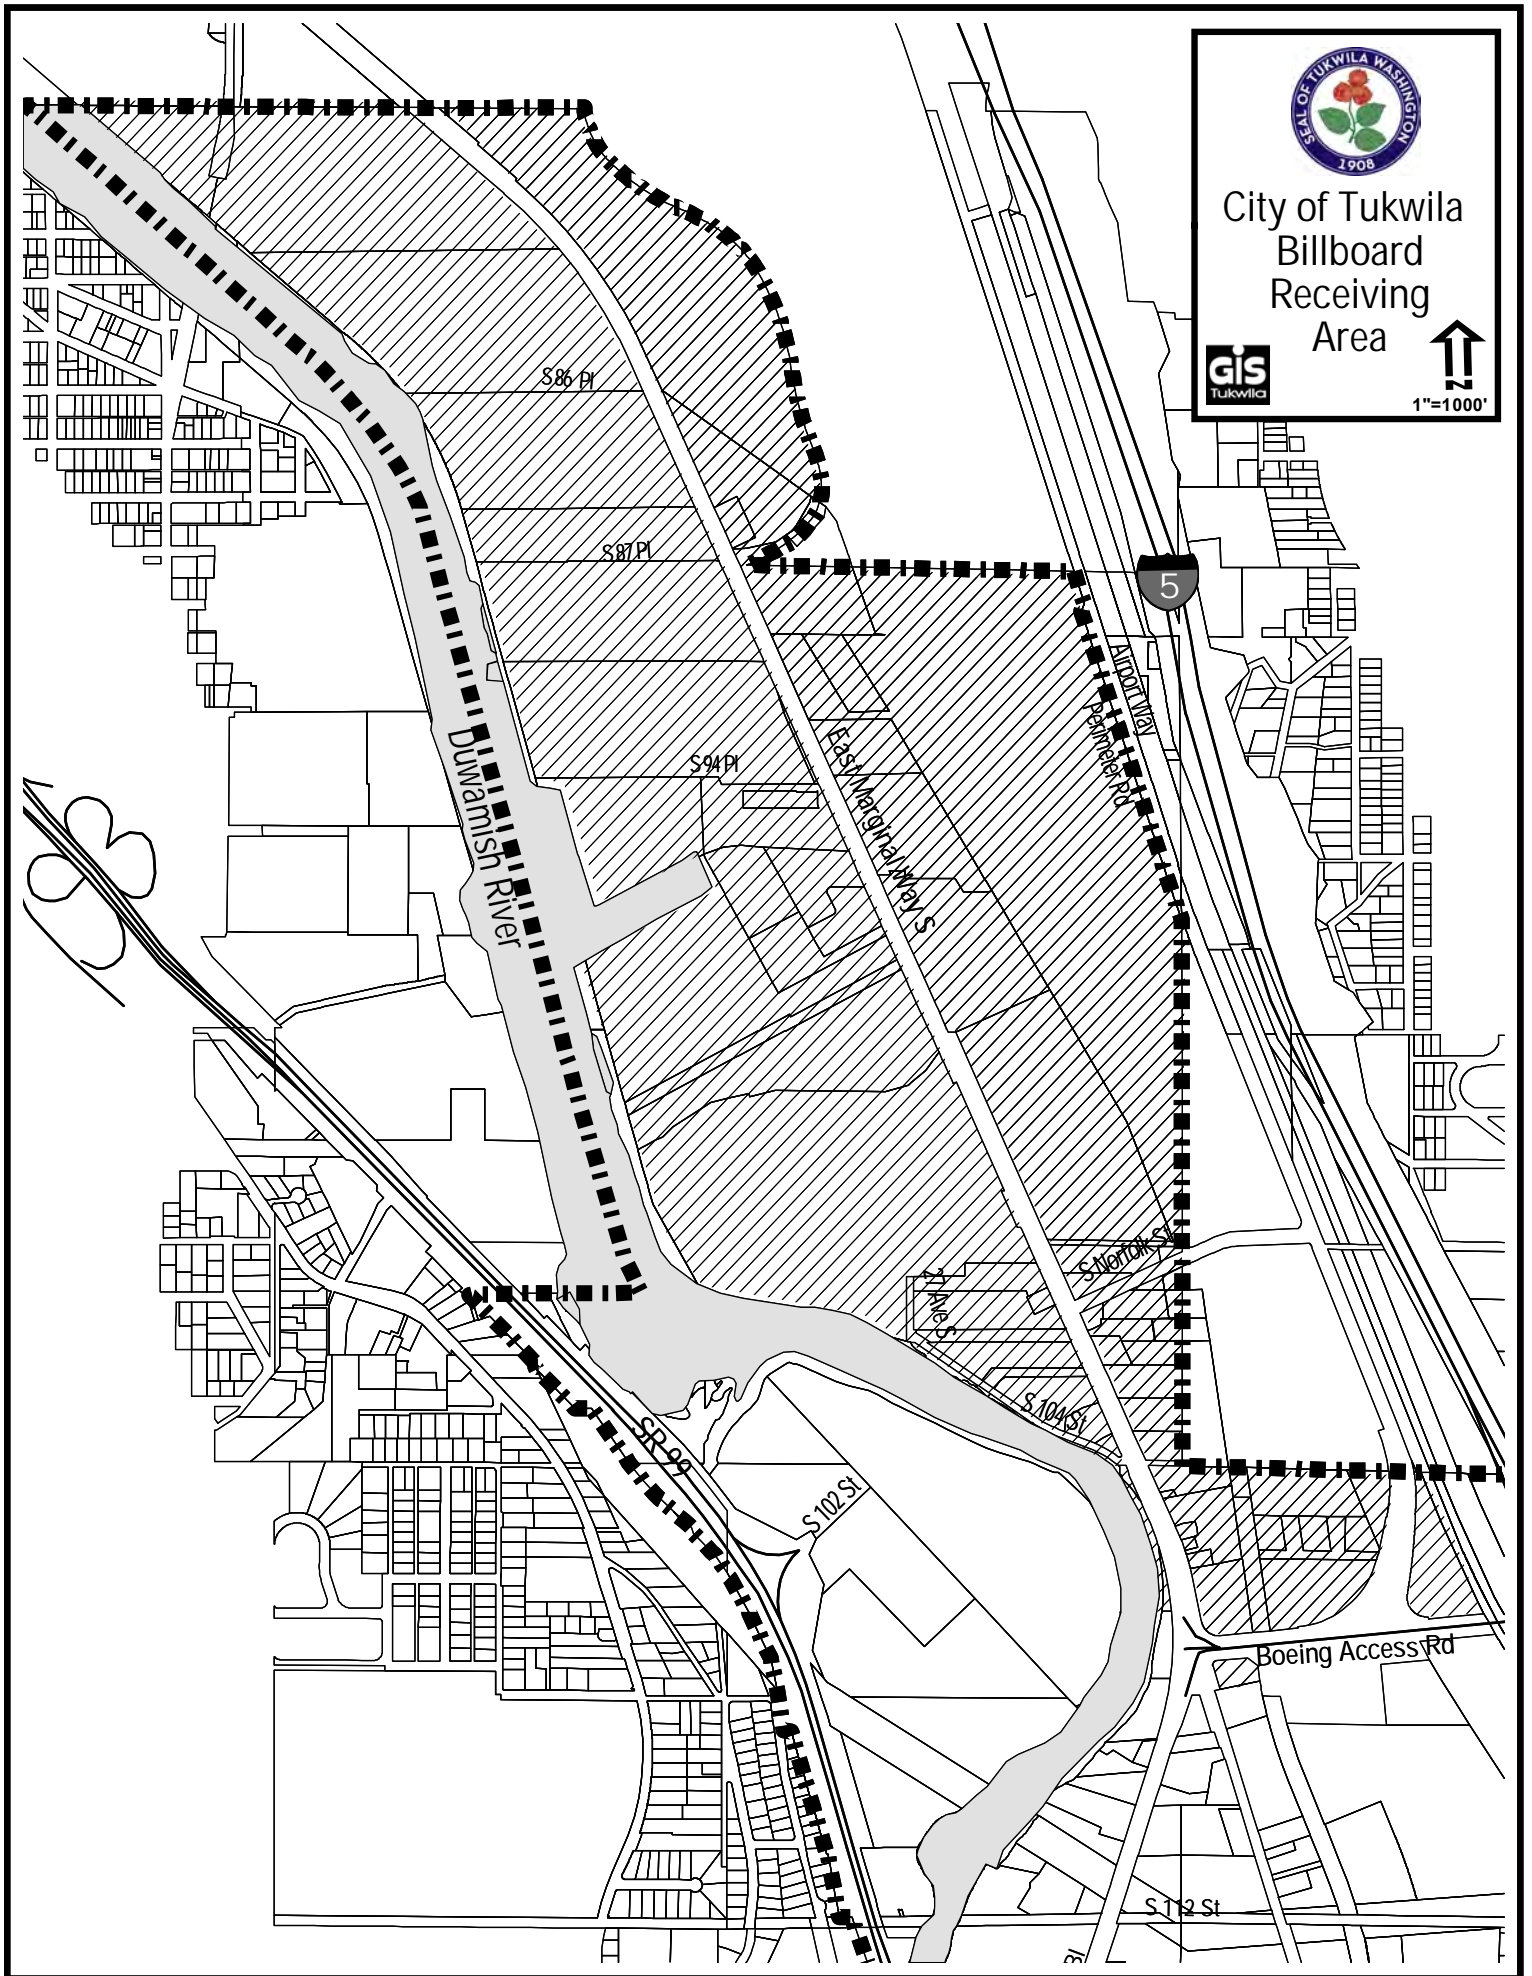 SEAL OF TUKWILA WASHINGTON
1908
City of Tukwila
Billboard
Receiving
Area
GIS
Tukwila
N
1"=1000'
S 86 Pl
S 87 Pl
5
Airport Way
Perimeter Rd
Duwamish River
S 94 Pl
East Marginal Way S
S Norfolk St
27 Ave S
S 104 St
SR 99
S 102 St
Boeing Access Rd
S 112 St
Bl